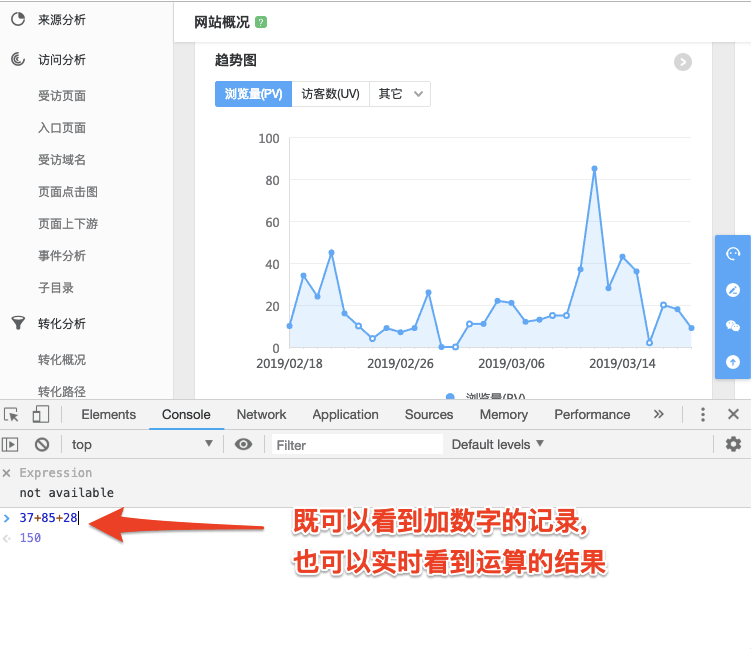 来源分析
访问分析
受访页面
入口页面
受访域名
页面点击图
页面上下游
事件分析
子目录
转化分析
转化概况
转化路径
网站概况 ?
趋势图
浏览量(PV) 访客数(UV) 其它
100
80
60
40
20
0
2019/02/18 2019/02/26 2019/03/06 2019/03/14
浏览量(PV)
Elements Console Network Application Sources Memory Performance »
top Filter Default levels
Expression
not available
37+85+28
150
既可以看到加数字的记录,
也可以实时看到运算的结果